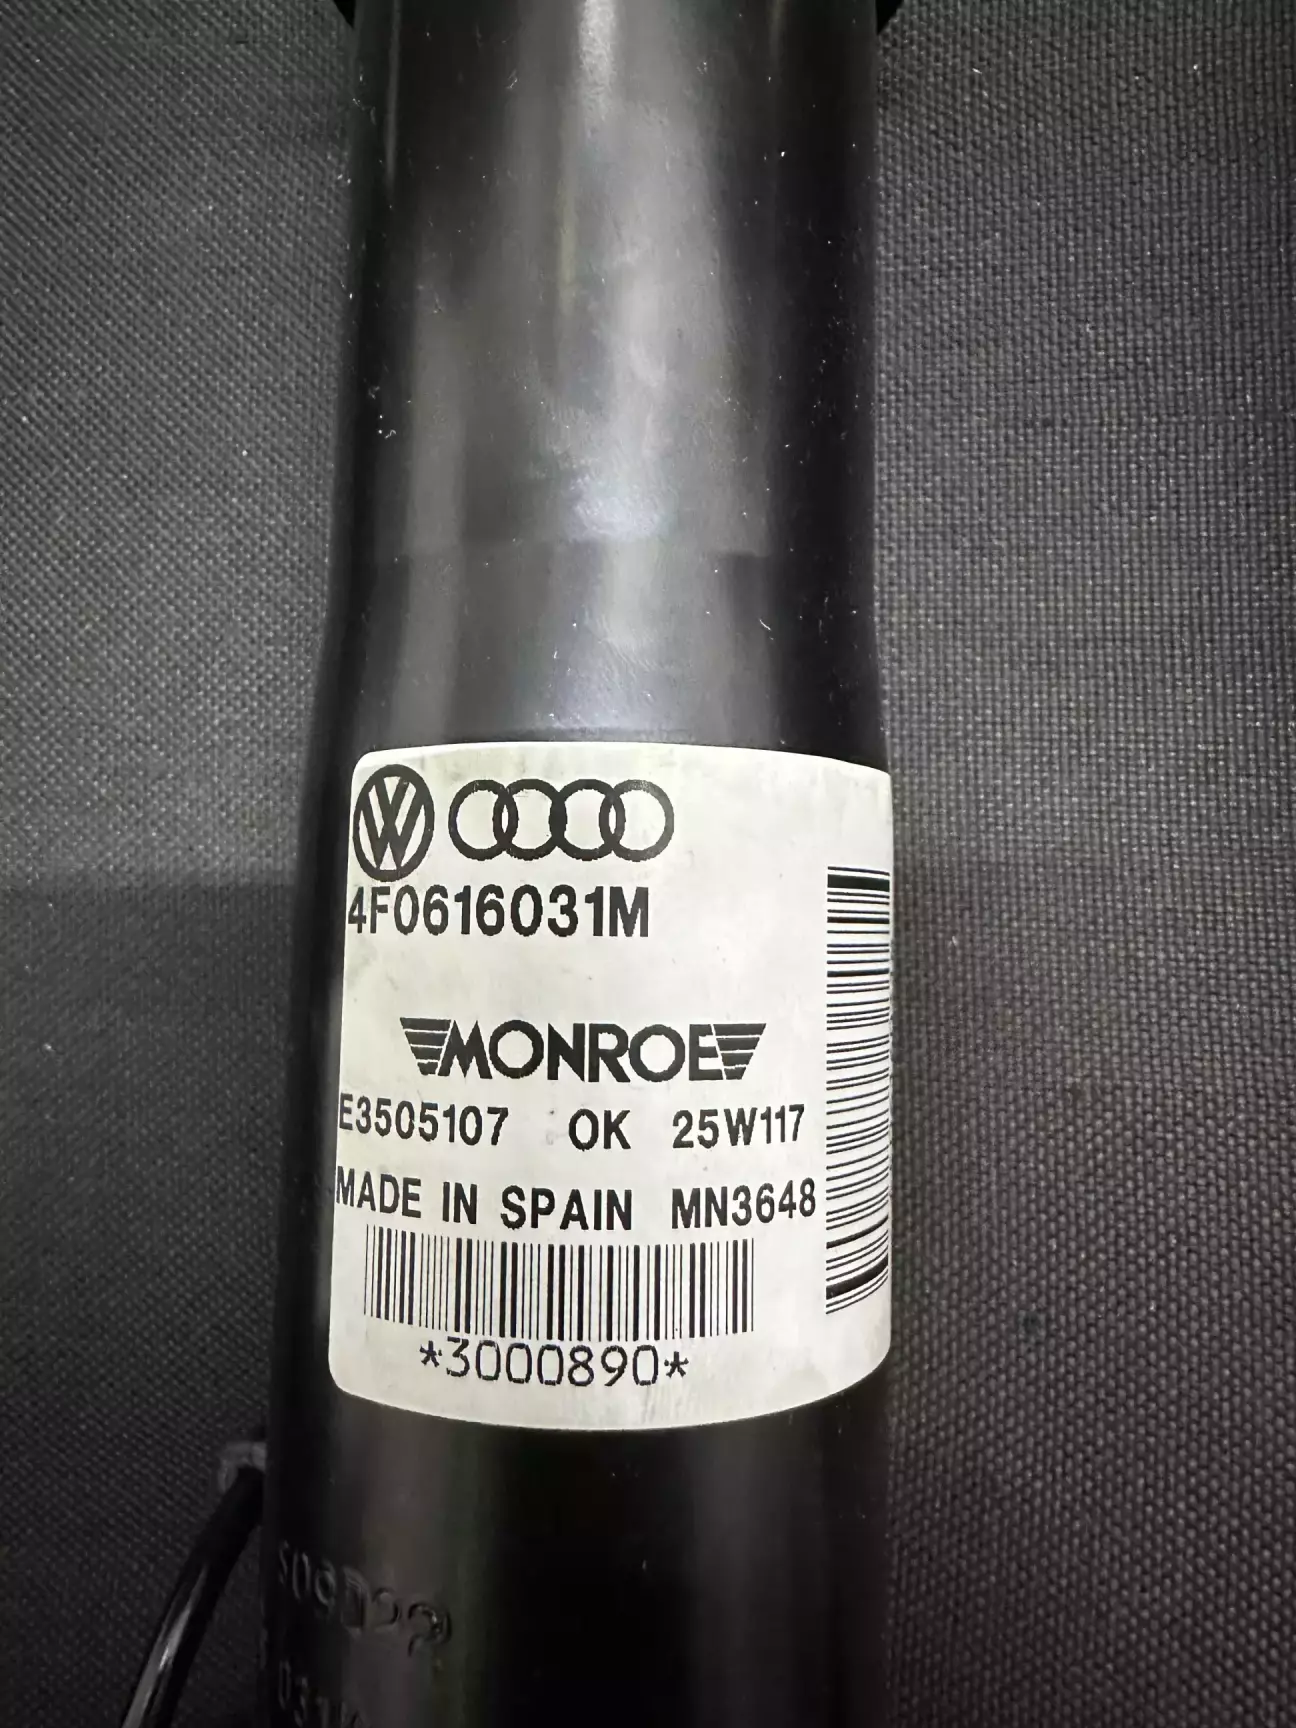 4F0616031M
MONROE
E3505107 OK 25W117
MADE IN SPAIN MN3648
*3000890*